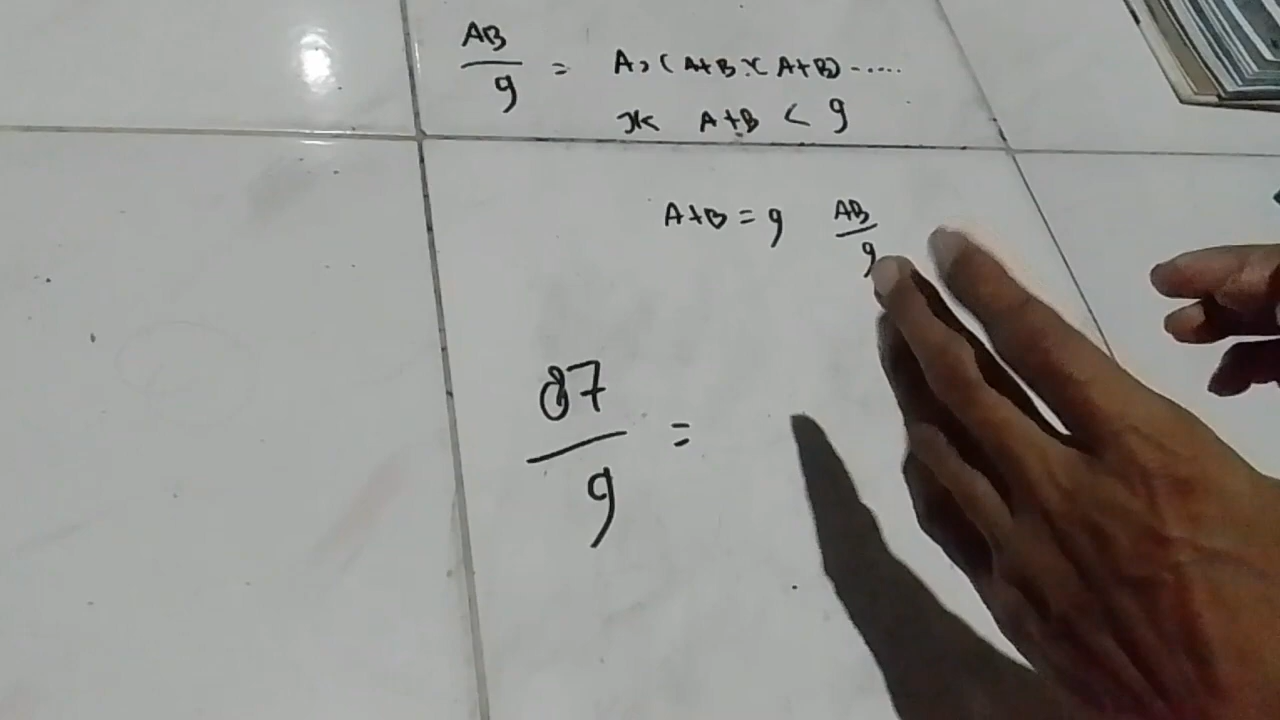 AB/9 = A,(A+B)(A+B).....
JK A+B < 9
A+B = 9 AB/9
87/9 =